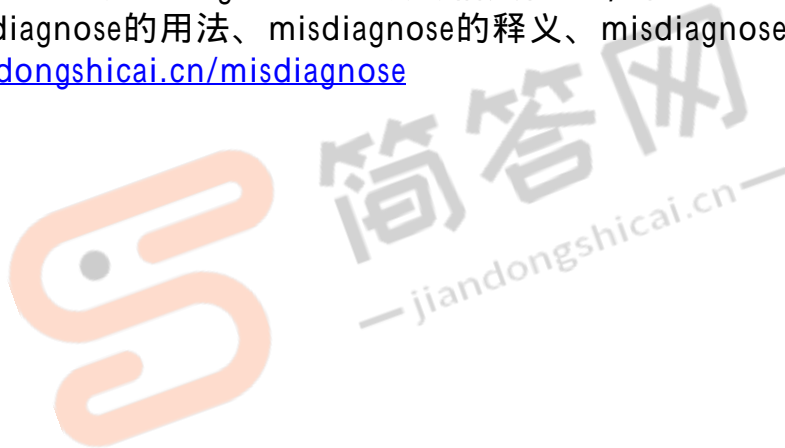 diagnose的用法、misdiagnose的释义、misdiagnose
dongshicai.cn/misdiagnose
简答网
jiandongshicai.cn